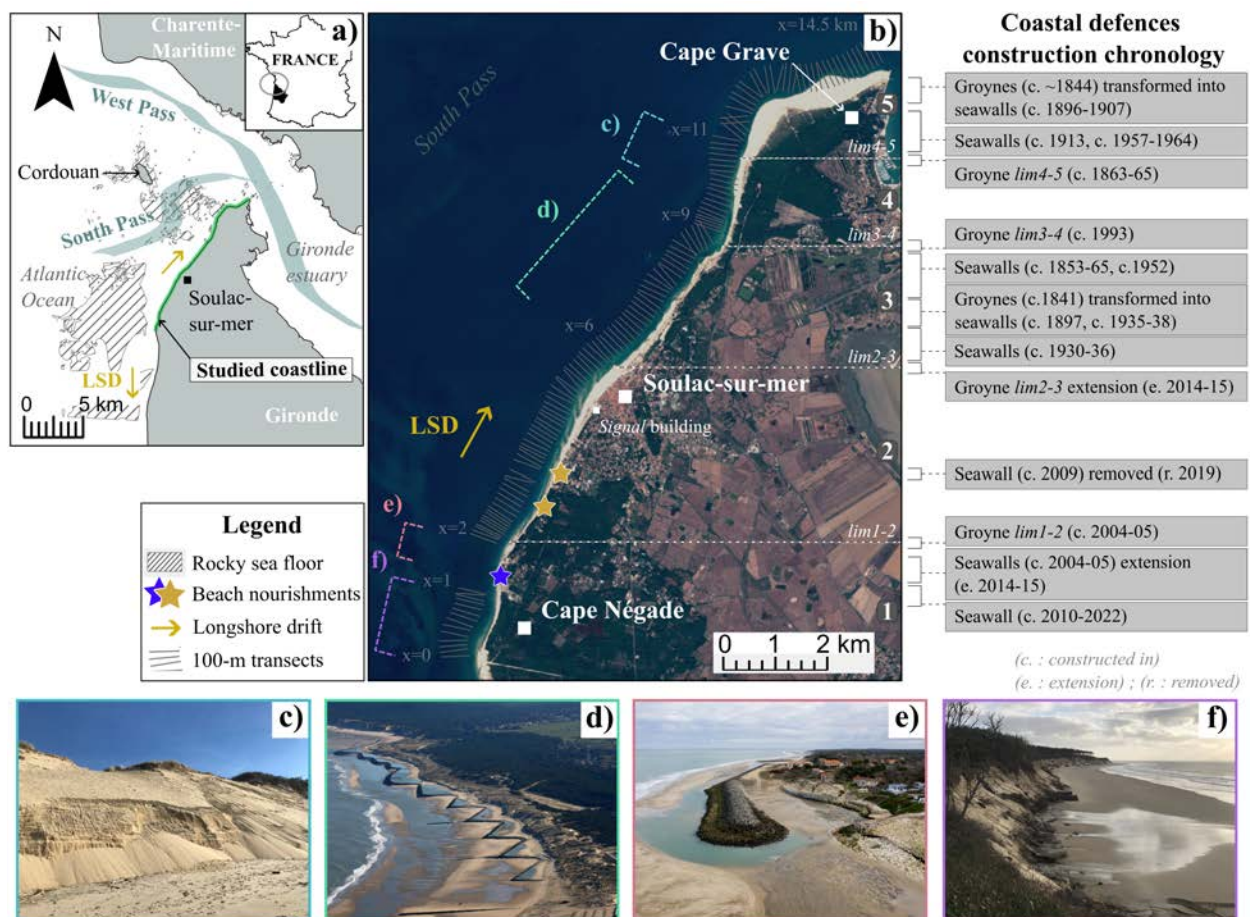 a)
N
Charente-
Maritime
FRANCE
West Pass
Cordouan
South Pass
Gironde
estuary
Atlantic
Ocean
Soulac-
sur-mer
LSD
Studied coastline
0 5 km
Gironde
Legend
Rocky sea floor
Beach nourishments
Longshore drift
100-m transects
b)
x=14.5 km
Cape Grave
South Pass
5
c)
x=11
lim4-5
d)
4
x=9
lim3-4
3
x=6
lim2-3
Soulac-sur-mer
LSD
Signal building
2
e)
x=2
lim1-2
f)
x=1
Cape Négade
1
x=0
0 1 2 km
Coastal defences
construction chronology
Groynes (c. ~1844) transformed into
seawalls (c. 1896-1907)
Seawalls (c. 1913, c. 1957-1964)
Groyne lim4-5 (c. 1863-65)
Groyne lim3-4 (c. 1993)
Seawalls (c. 1853-65, c.1952)
Groynes (c.1841) transformed into
seawalls (c. 1897, c. 1935-38)
Seawalls (c. 1930-36)
Groyne lim2-3 extension (e. 2014-15)
Seawall (c. 2009) removed (r. 2019)
Groyne lim1-2 (c. 2004-05)
Seawalls (c. 2004-05) extension
(e. 2014-15)
Seawall (c. 2010-2022)
(c. : constructed in)
(e. : extension) ; (r. : removed)
c)
d)
e)
f)